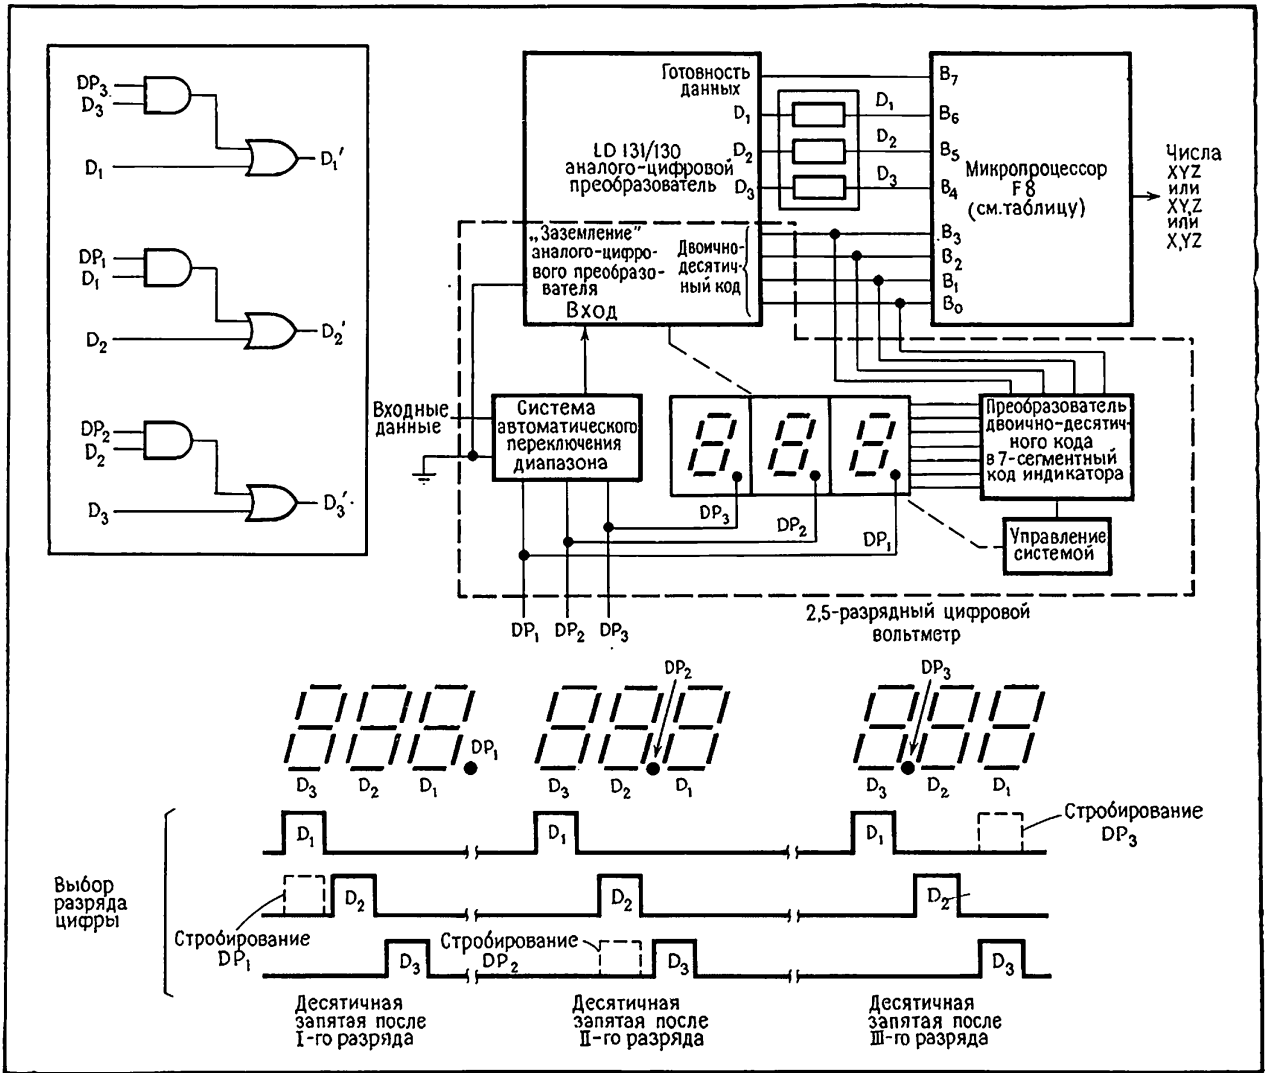 DP₃
D₃
D₁
D₁'
DP₁
D₁
D₂
D₂'
DP₂
D₂
D₃
D₃'
Готовность
данных
D₁
D₂
D₃
LD 131/130
аналого-цифровой
преобразователь
„Заземление"
аналого-цифро-
вого преобразо-
вателя
Двоично-
десятич-
ный код
Вход
D₁
D₂
D₃
B₇
B₆
B₅
B₄
B₃
B₂
B₁
B₀
Микропроцессор
F8
(см.таблицу)
Числа
XYZ
или
XY,Z
или
X,YZ
Входные
данные
Система
автоматического
переключения
диапазона
DP₃
DP₂
DP₁
Преобразователь
двоично-десятич-
ного кода
в 7-сегментный
код индикатора
Управление
системой
DP₁ DP₂ DP₃
2,5-разрядный цифровой
вольтметр
DP₁
D₃ D₂ D₁
DP₂
D₃ D₂ D₁
DP₃
D₃ D₂ D₁
Выбор
разряда
цифры
D₁ D₁ D₁
Стробирование
DP₃
D₂ D₂ D₂
Стробирование
DP₁
D₃
Стробирование
DP₂
D₃ D₃
Десятичная
запятая после
I-го разряда
Десятичная
запятая после
II-го разряда
Десятичная
запятая после
III-го разряда